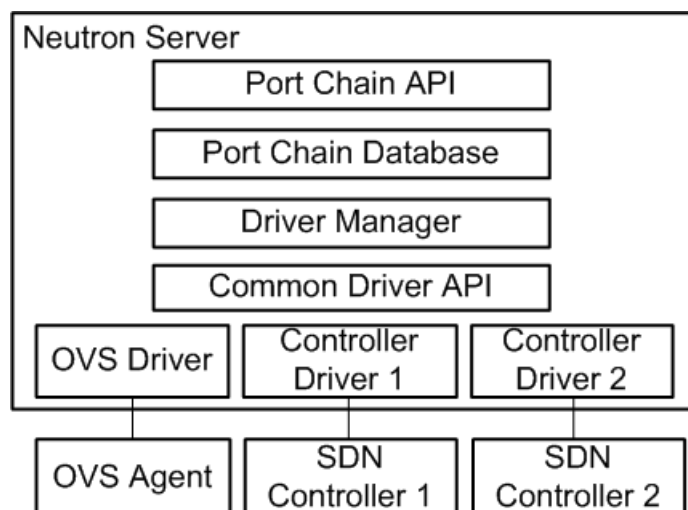 Neutron Server
Port Chain API
Port Chain Database
Driver Manager
Common Driver API
OVS Driver
Controller
Driver 1
Controller
Driver 2
OVS Agent
SDN
Controller 1
SDN
Controller 2